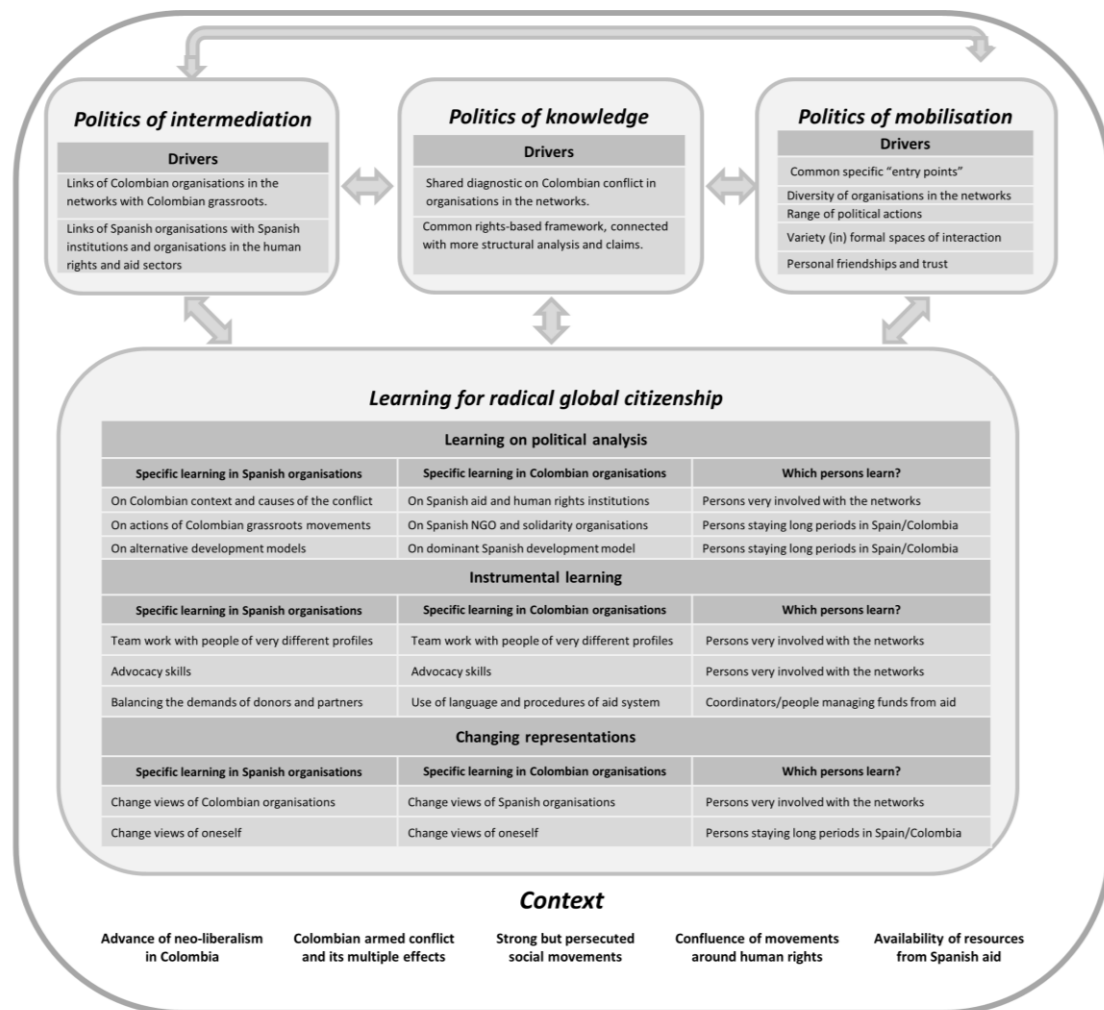 Politics of intermediation
Drivers
Links of Colombian organisations in the
networks with Colombian grassroots.
Links of Spanish organisations with Spanish
institutions and organisations in the human
rights and aid sectors
Politics of knowledge
Drivers
Shared diagnostic on Colombian conflict in
organisations in the networks.
Common rights-based framework, connected
with more structural analysis and claims.
Politics of mobilisation
Drivers
Common specific “entry points”
Diversity of organisations in the networks
Range of political actions
Variety (in) formal spaces of interaction
Personal friendships and trust
Learning for radical global citizenship
Learning on political analysis
Specific learning in Spanish organisations Specific learning in Colombian organisations Which persons learn?
On Colombian context and causes of the conflict On Spanish aid and human rights institutions Persons very involved with the networks
On actions of Colombian grassroots movements On Spanish NGO and solidarity organisations Persons staying long periods in Spain/Colombia
On alternative development models On dominant Spanish development model Persons staying long periods in Spain/Colombia
Instrumental learning
Specific learning in Spanish organisations Specific learning in Colombian organisations Which persons learn?
Team work with people of very different profiles Team work with people of very different profiles Persons very involved with the networks
Advocacy skills Advocacy skills Persons very involved with the networks
Balancing the demands of donors and partners Use of language and procedures of aid system Coordinators/people managing funds from aid
Changing representations
Specific learning in Spanish organisations Specific learning in Colombian organisations Which persons learn?
Change views of Colombian organisations Change views of Spanish organisations Persons very involved with the networks
Change views of oneself Change views of oneself Persons staying long periods in Spain/Colombia
Context
Advance of neo-liberalism
in Colombia
Colombian armed conflict
and its multiple effects
Strong but persecuted
social movements
Confluence of movements
around human rights
Availability of resources
from Spanish aid